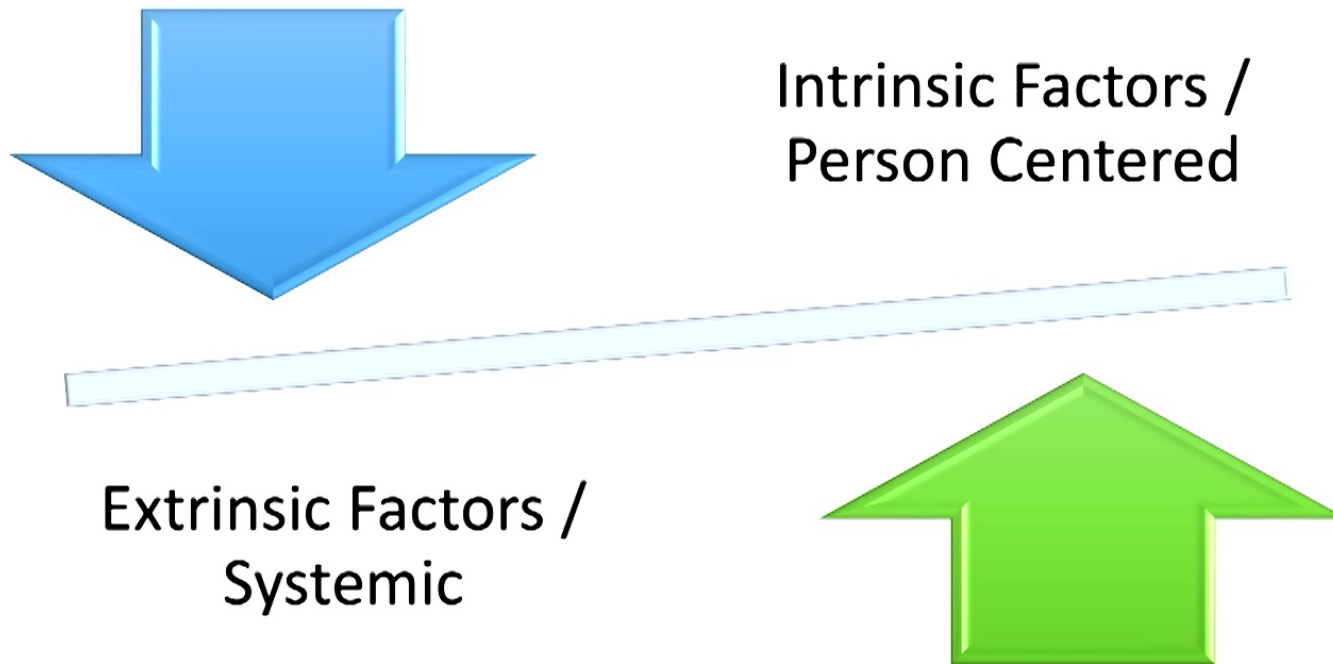 Intrinsic Factors /
Person Centered
Extrinsic Factors /
Systemic